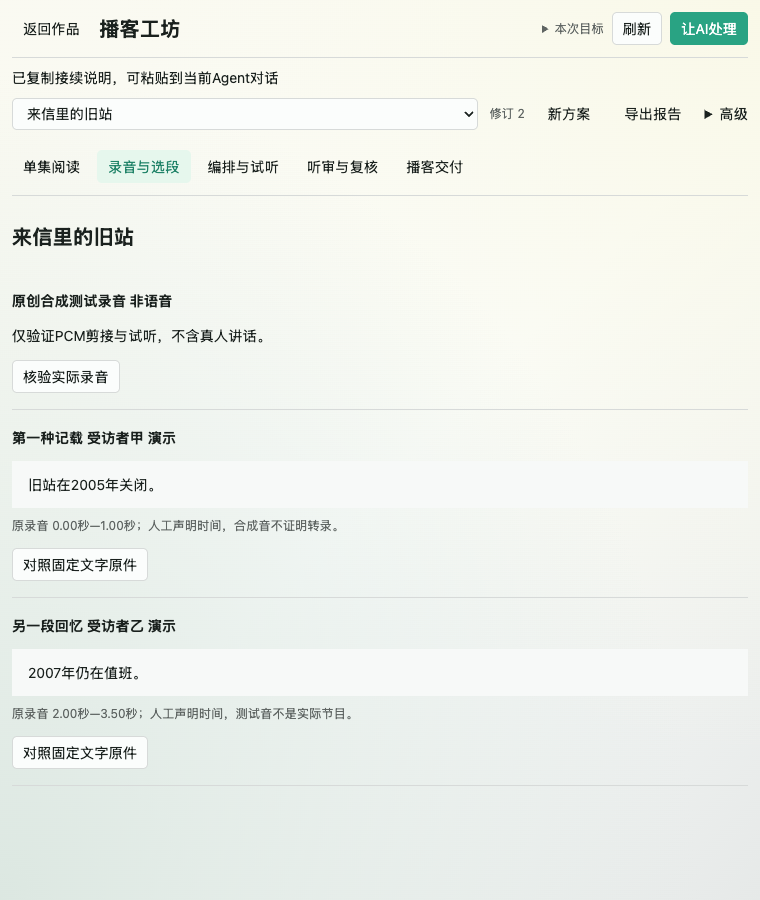 返回作品 播客工坊 ▶ 本次目标 刷新 让AI处理
已复制接续说明，可粘贴到当前Agent对话
来信里的旧站 修订 2 新方案 导出报告 ▶ 高级
单集阅读 录音与选段 编排与试听 听审与复核 播客交付
来信里的旧站
原创合成测试录音 非语音
仅验证PCM剪接与试听，不含真人讲话。
核验实际录音
第一种记载 受访者甲 演示
旧站在2005年关闭。
原录音 0.00秒—1.00秒；人工声明时间，合成音不证明转录。
对照固定文字原件
另一段回忆 受访者乙 演示
2007年仍在值班。
原录音 2.00秒—3.50秒；人工声明时间，测试音不是实际节目。
对照固定文字原件